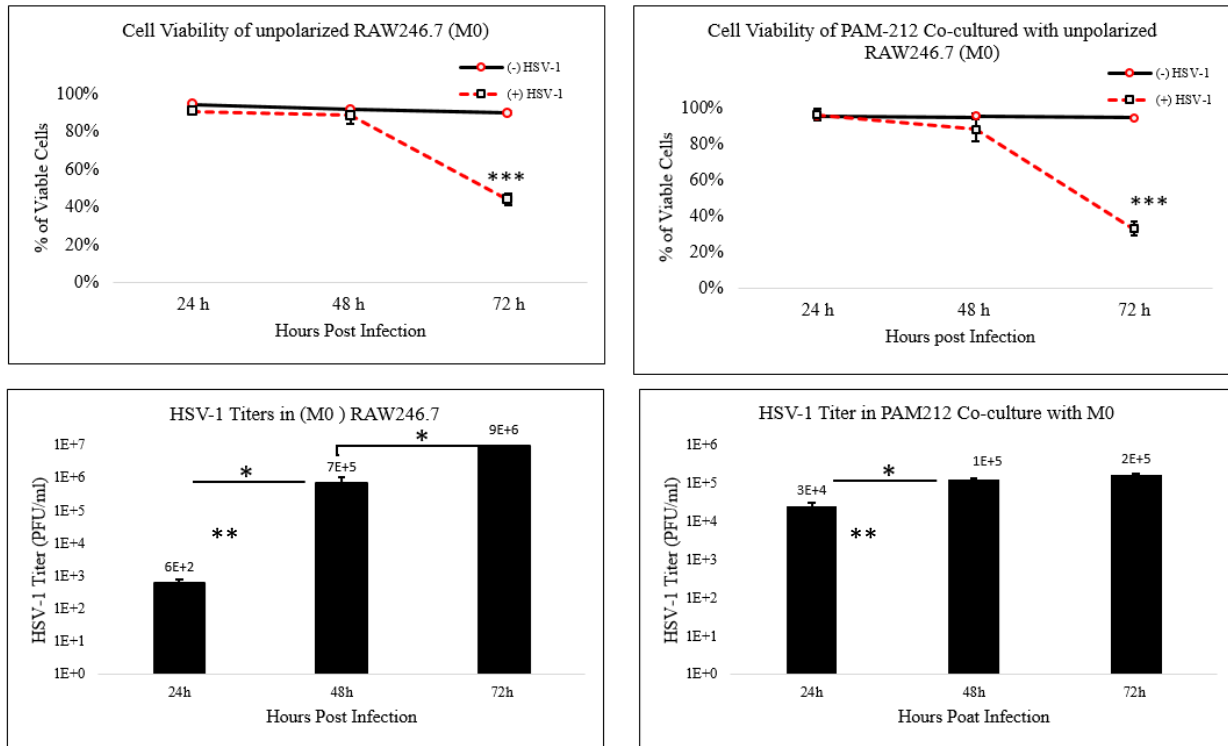 Cell Viability of unpolarized RAW246.7 (M0)
(-) HSV-1
(+) HSV-1
100%
80%
60%
40%
20%
0%
% of Viable Cells
***
24 h
48 h
72 h
Hours Post Infection
Cell Viability of PAM-212 Co-cultured with unpolarized
RAW246.7 (M0)
(-) HSV-1
(+) HSV-1
100%
80%
60%
40%
20%
0%
% of Viable Cells
***
24 h
48 h
72 h
Hours post Infection
HSV-1 Titers in (M0 ) RAW246.7
1E+7
1E+6
1E+5
1E+4
1E+3
1E+2
1E+1
1E+0
HSV-1 Titer (PFU/ml)
6E+2
7E+5
9E+6
*
*
**
24h
48h
72h
Hours Post Infection
HSV-1 Titer in PAM212 Co-culture with M0
1E+6
1E+5
1E+4
1E+3
1E+2
1E+1
1E+0
HSV-1 Titer (PFU/ml)
3E+4
1E+5
2E+5
*
**
24h
48h
72h
Hours Poat Infection